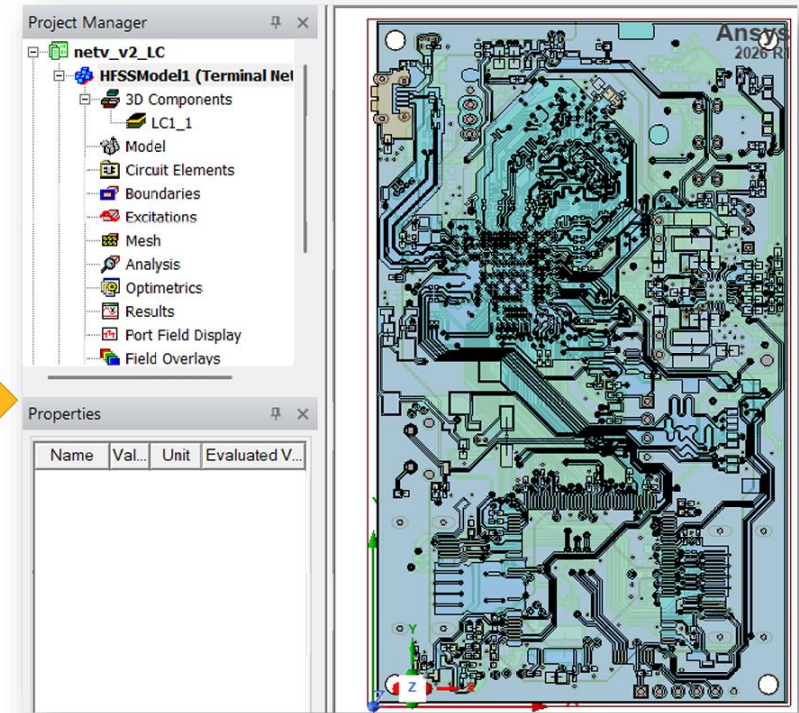 Project Manager
netv_v2_LC
HFSSModel1 (Terminal Net
3D Components
LC1_1
Model
Circuit Elements
Boundaries
Excitations
Mesh
Analysis
Optimetrics
Results
Port Field Display
Field Overlays
Properties
Name Val... Unit Evaluated V...
Ansys
2026 R1
Y
Z